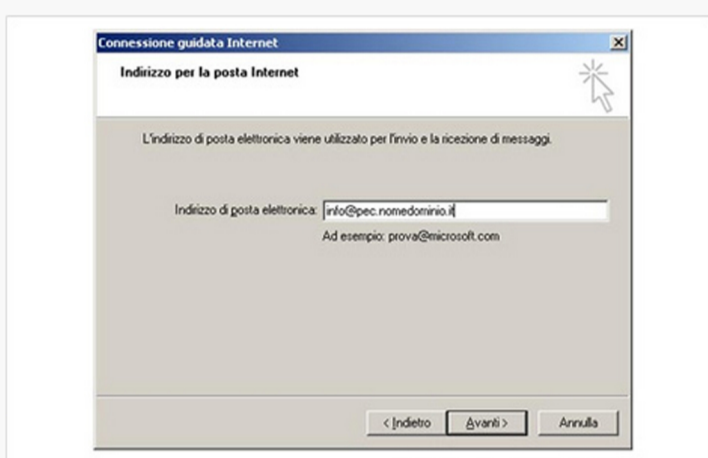 Connessione guidata Internet
Indirizzo per la posta Internet
L'indirizzo di posta elettronica viene utilizzato per l'invio e la ricezione di messaggi.
Indirizzo di posta elettronica: info@pec.nomedominio.it
Ad esempio: prova@microsoft.com
< Indietro Avanti > Annulla